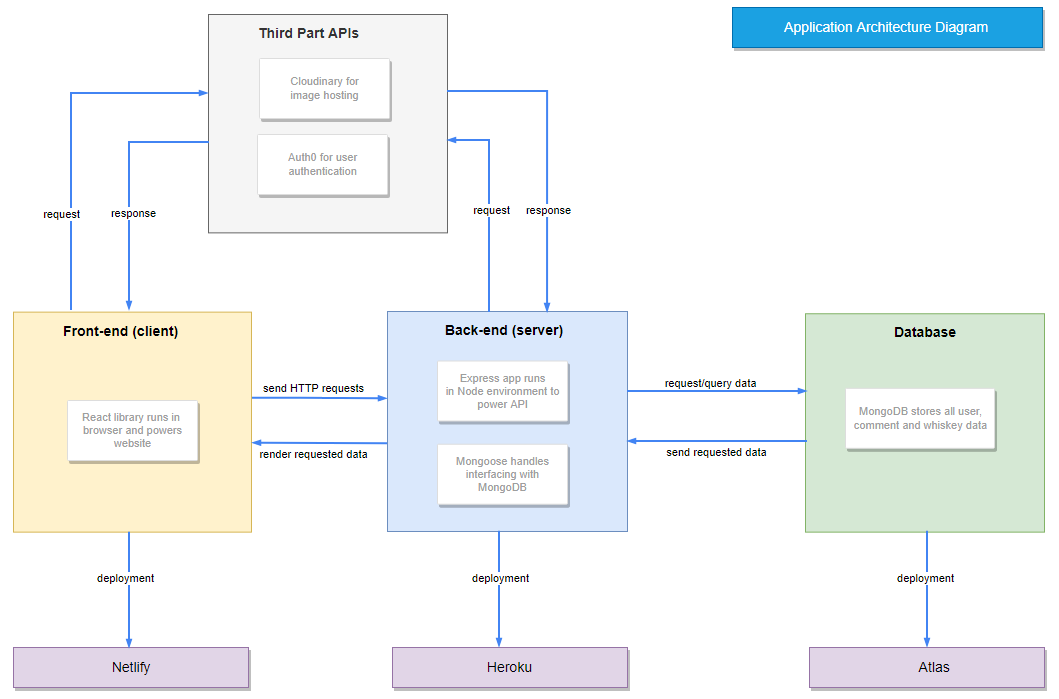 Application Architecture Diagram
Third Part APIs
Cloudinary for
image hosting
Auth0 for user
authentication
request
response
request
response
Front-end (client)
React library runs in
browser and powers
website
send HTTP requests
render requested data
Back-end (server)
Express app runs
in Node environment to
power API
Mongoose handles
interfacing with
MongoDB
request/query data
send requested data
Database
MongoDB stores all user,
comment and whiskey data
deployment
deployment
deployment
Netlify
Heroku
Atlas